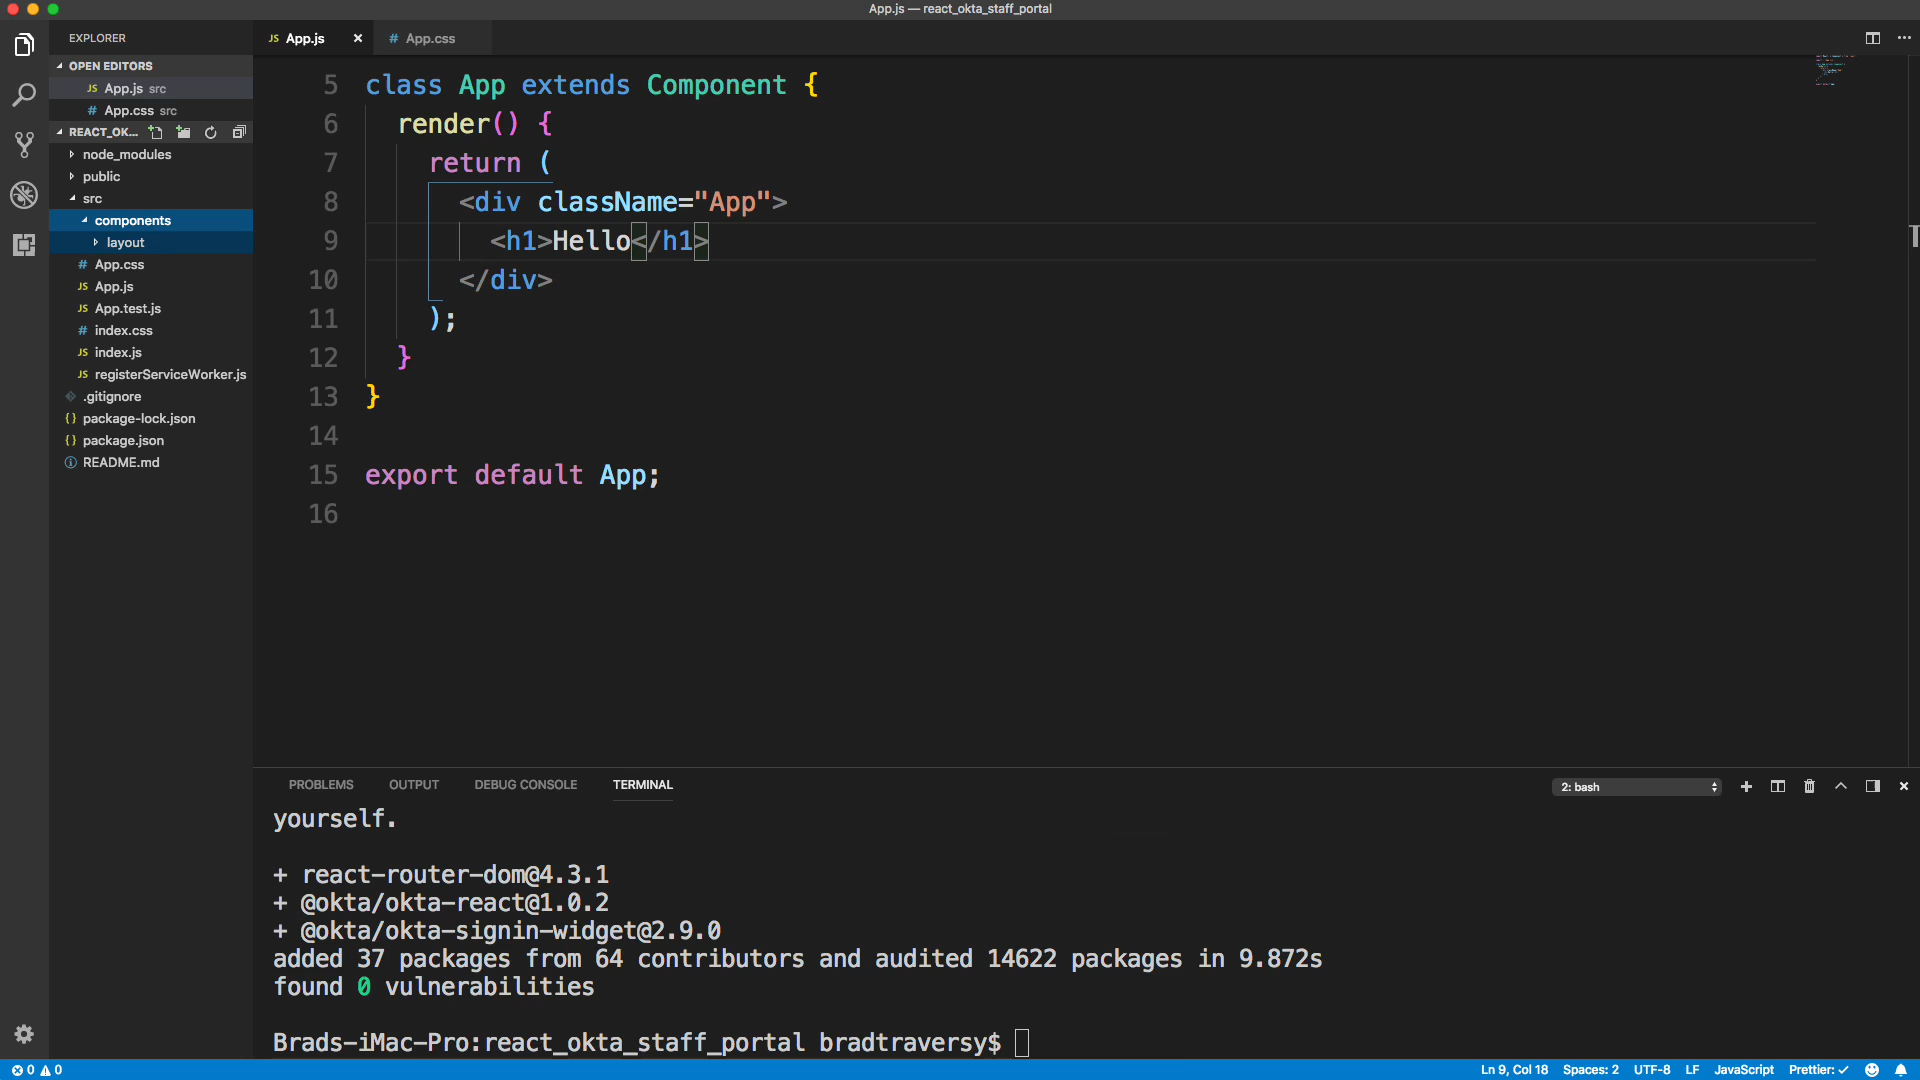 App.js — react_okta_staff_portal
EXPLORER
OPEN EDITORS
JS App.js src
# App.css src
REACT_OK...
node_modules
public
src
components
layout
# App.css
JS App.js
JS App.test.js
# index.css
JS index.js
JS registerServiceWorker.js
.gitignore
{} package-lock.json
{} package.json
README.md
JS App.js
# App.css
5 class App extends Component {
6 render() {
7 return (
8 <div className="App">
9 <h1>Hello</h1>
10 </div>
11 );
12 }
13 }
14
15 export default App;
16
PROBLEMS OUTPUT DEBUG CONSOLE TERMINAL
2: bash
yourself.
+ react-router-dom@4.3.1
+ @okta/okta-react@1.0.2
+ @okta/okta-signin-widget@2.9.0
added 37 packages from 64 contributors and audited 14622 packages in 9.872s
found 0 vulnerabilities
Brads-iMac-Pro:react_okta_staff_portal bradtraversy$
0 0
Ln 9, Col 18 Spaces: 2 UTF-8 LF JavaScript Prettier: ✓